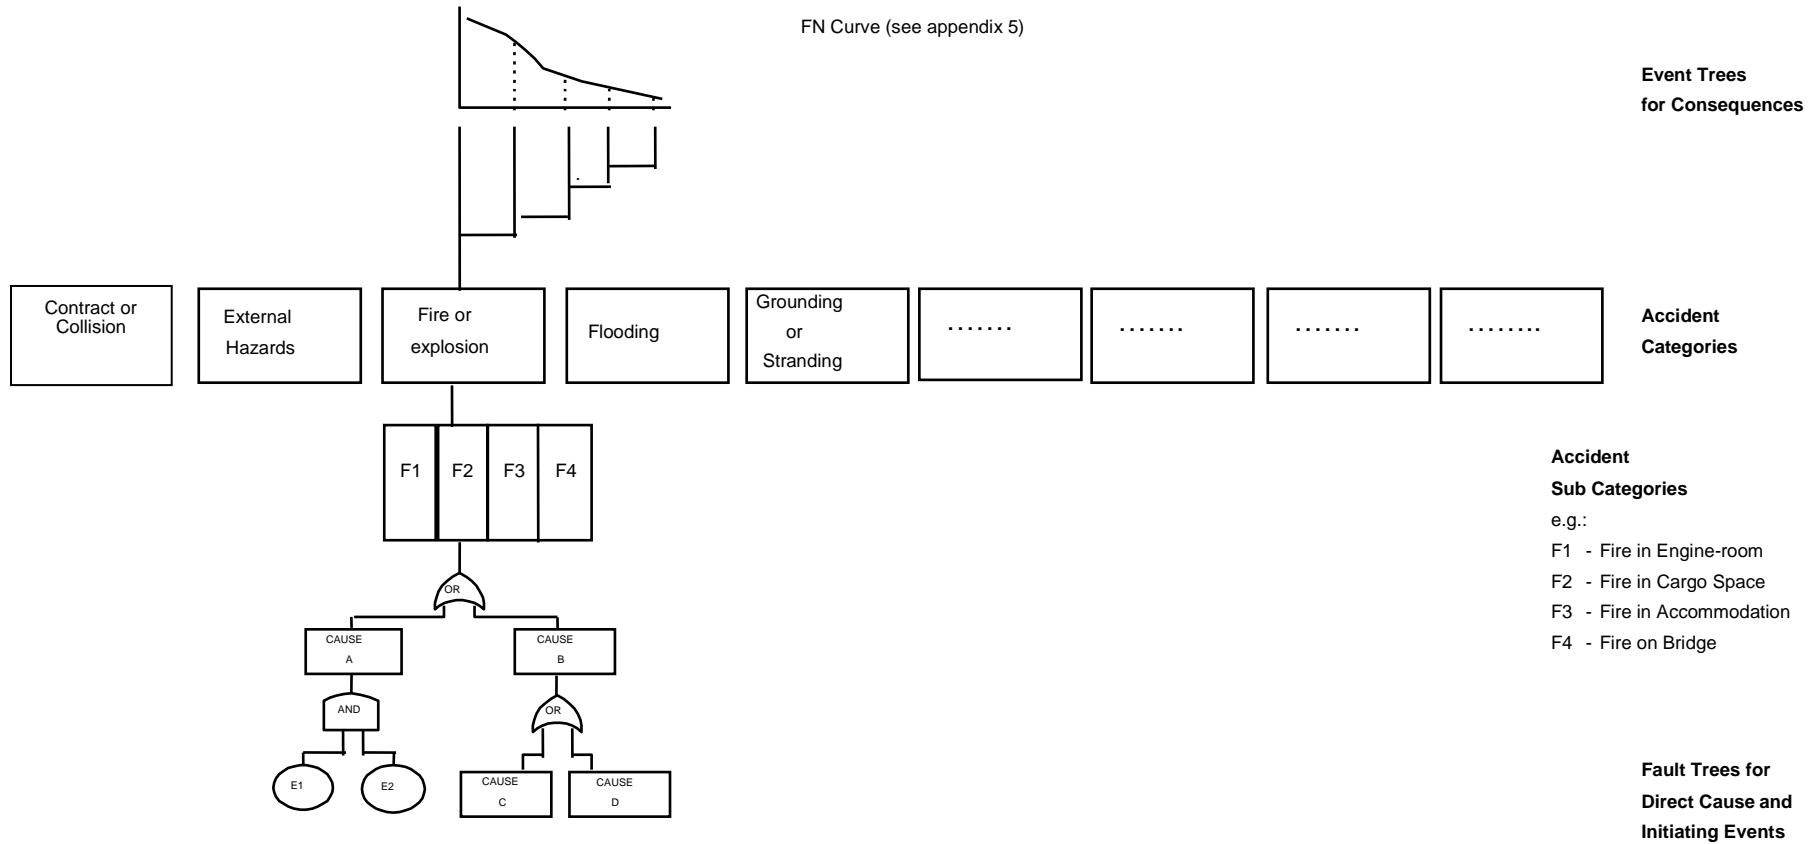 FN Curve (see appendix 5)
Event Trees
for Consequences
Contract or
Collision
External
Hazards
Fire or
explosion
Flooding
Grounding
or
Stranding
.......
.......
.......
........
Accident
Categories
F1
F2
F3
F4
Accident
Sub Categories
e.g.:
F1 - Fire in Engine-room
F2 - Fire in Cargo Space
F3 - Fire in Accommodation
F4 - Fire on Bridge
OR
CAUSE
A
CAUSE
B
AND
OR
E1
E2
CAUSE
C
CAUSE
D
Fault Trees for
Direct Cause and
Initiating Events